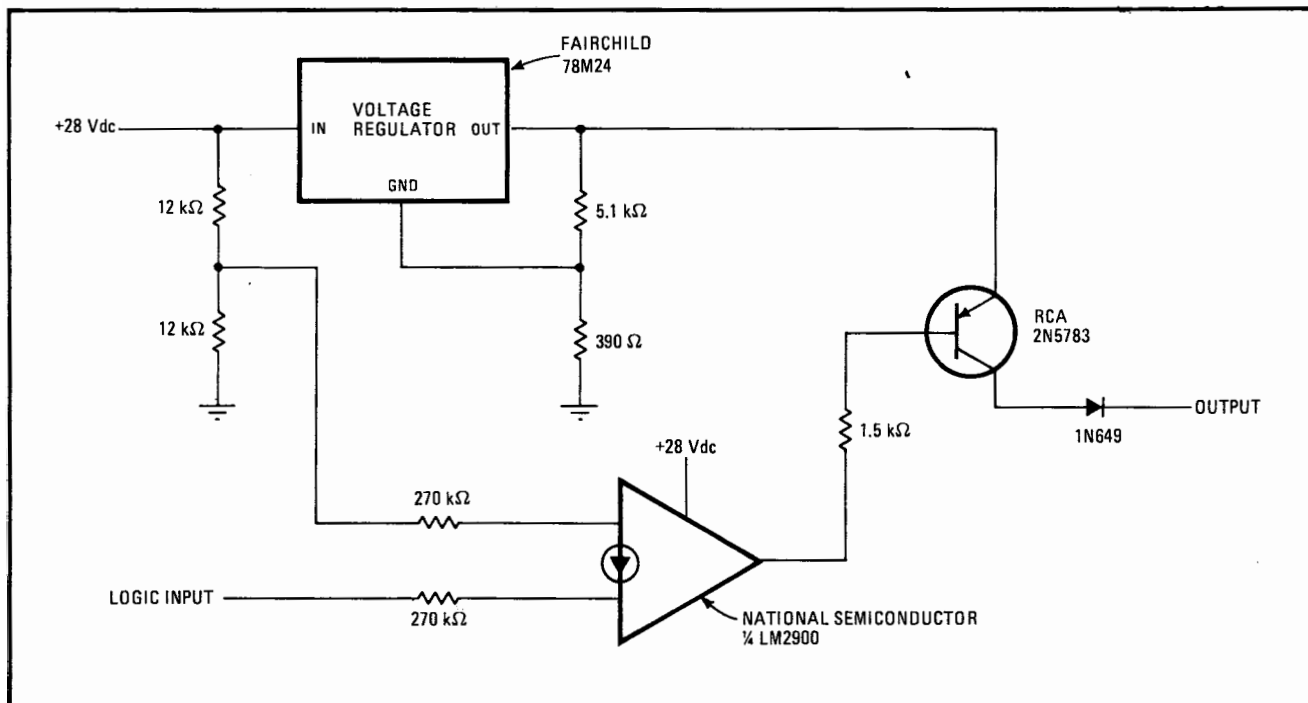 FAIRCHILD
78M24
VOLTAGE
REGULATOR
IN
OUT
GND
+28 Vdc
12 kΩ
5.1 kΩ
12 kΩ
390 Ω
RCA
2N5783
1.5 kΩ
OUTPUT
1N649
+28 Vdc
270 kΩ
LOGIC INPUT
270 kΩ
NATIONAL SEMICONDUCTOR
¼ LM2900